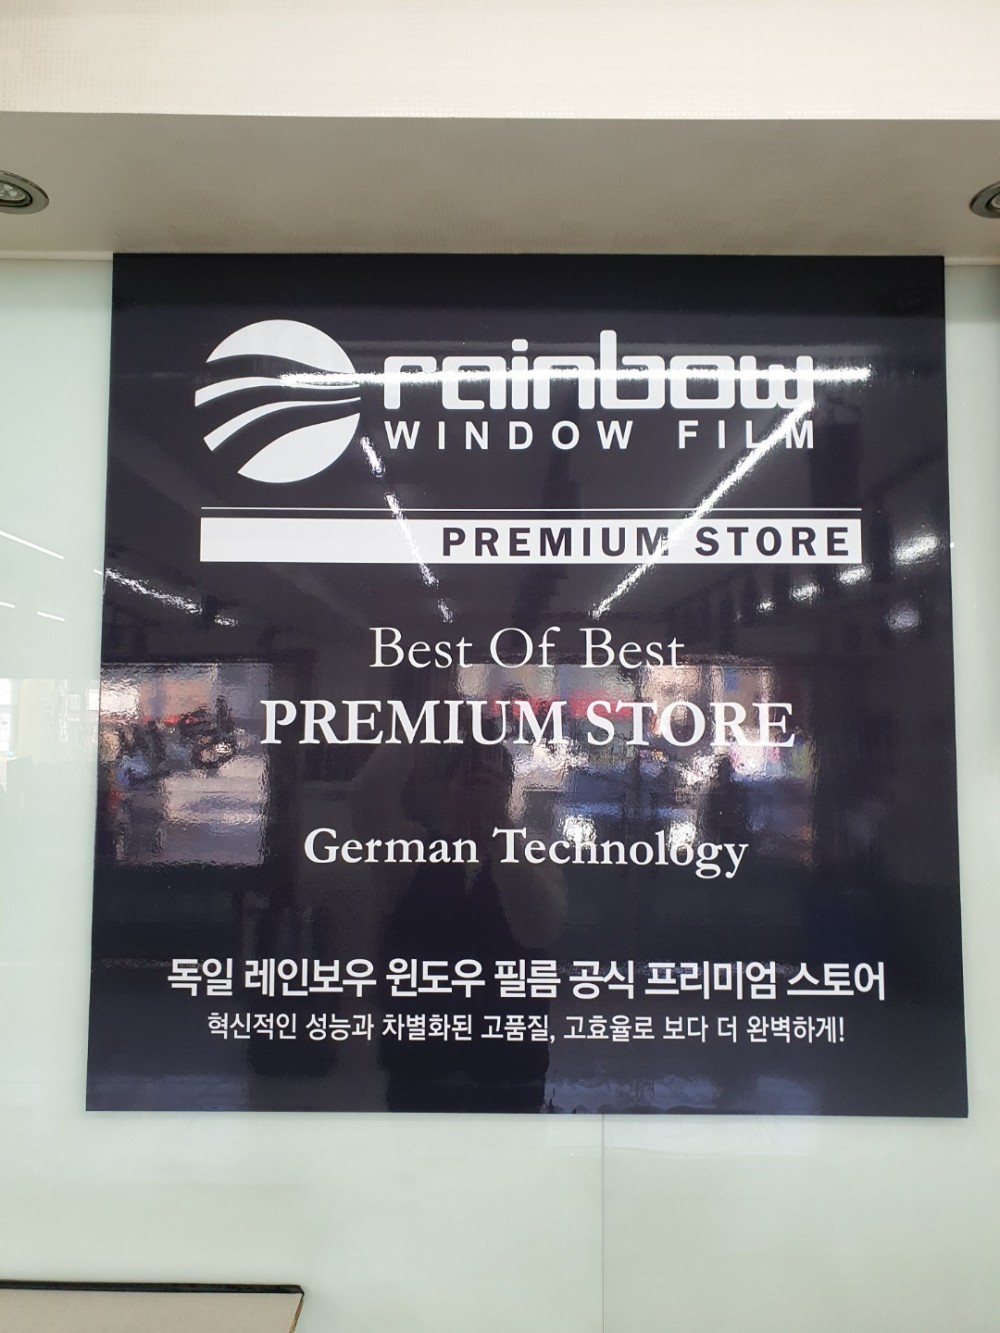 rainbow
WINDOW FILM
PREMIUM STORE
Best Of Best
PREMIUM STORE
German Technology
독일 레인보우 윈도우 필름 공식 프리미엄 스토어
혁신적인 성능과 차별화된 고품질, 고효율로 보다 더 완벽하게!